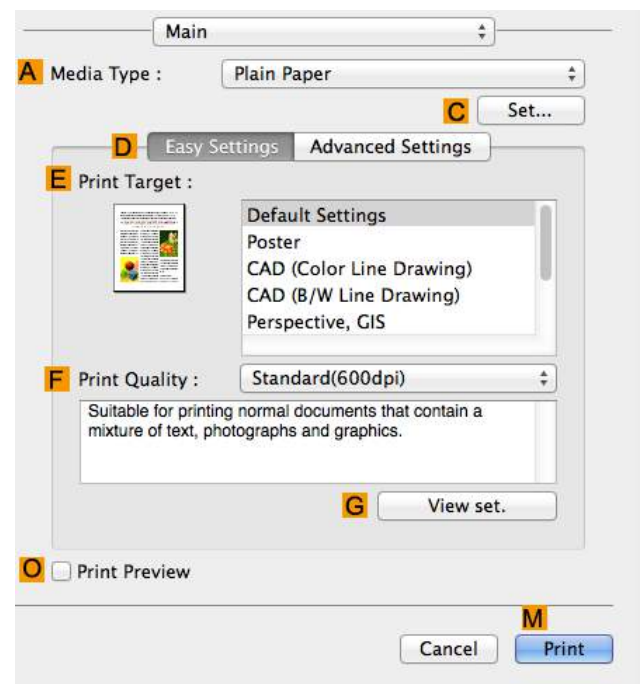 Main
A Media Type : Plain Paper
C Set...
D Easy Settings Advanced Settings
E Print Target :
Default Settings
Poster
CAD (Color Line Drawing)
CAD (B/W Line Drawing)
Perspective, GIS
F Print Quality : Standard(600dpi)
Suitable for printing normal documents that contain a
mixture of text, photographs and graphics.
G View set.
O Print Preview
M
Cancel Print